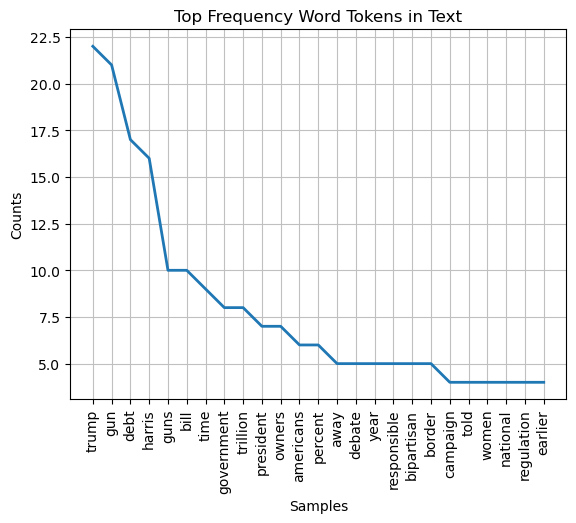 Top Frequency Word Tokens in Text
22.5
20.0
17.5
15.0
12.5
10.0
7.5
5.0
Counts
trump
gun
debt
harris
guns
bill
time
government
trillion
president
owners
americans
percent
away
debate
year
responsible
bipartisan
border
campaign
told
women
national
regulation
earlier
Samples